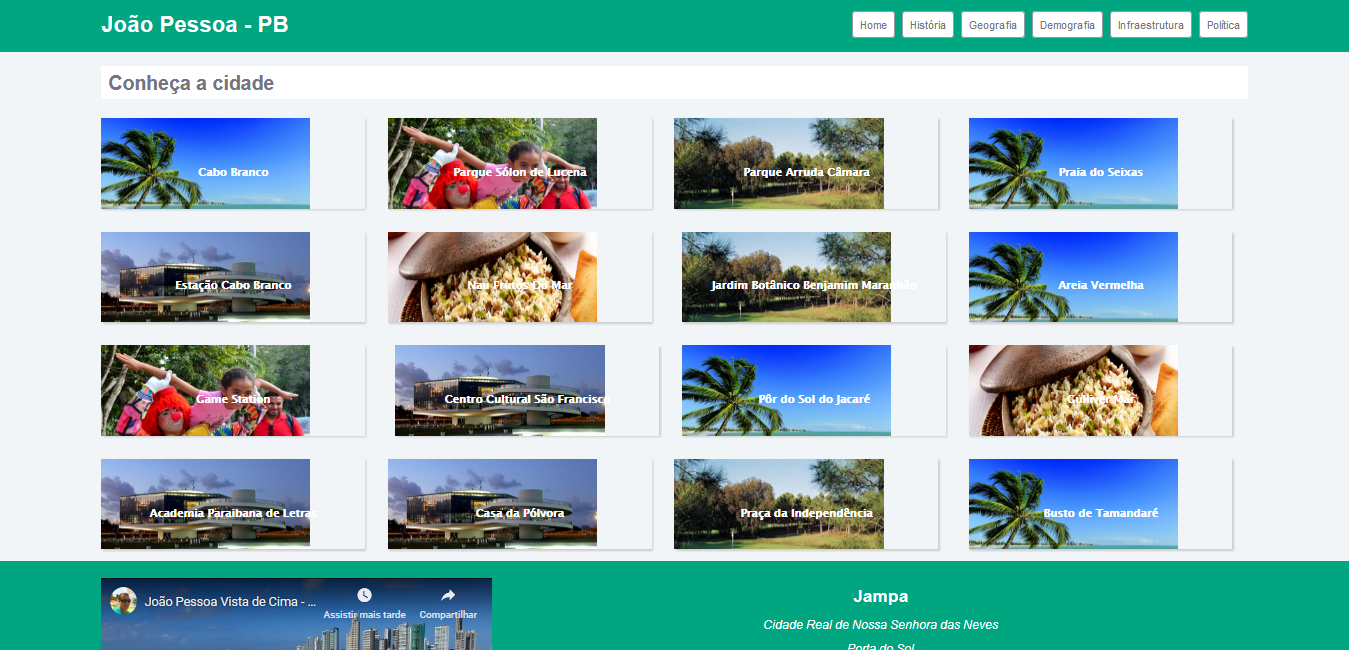 João Pessoa - PB
Home
História
Geografia
Demografia
Infraestrutura
Política
Conheça a cidade
Cabo Branco
Parque Sólon de Lucena
Parque Arruda Câmara
Praia do Seixas
Estação Cabo Branco
Nau Frutos Do Mar
Jardim Botânico Benjamim Maranhão
Areia Vermelha
Game Station
Centro Cultural São Francisco
Pôr do Sol do Jacaré
Gulliver Mar
Academia Paraibana de Letras
Casa da Pólvora
Praça da Independência
Busto de Tamandaré
João Pessoa Vista de Cima - ...
Assistir mais tarde
Compartilhar
Jampa
Cidade Real de Nossa Senhora das Neves
Porta do Sol